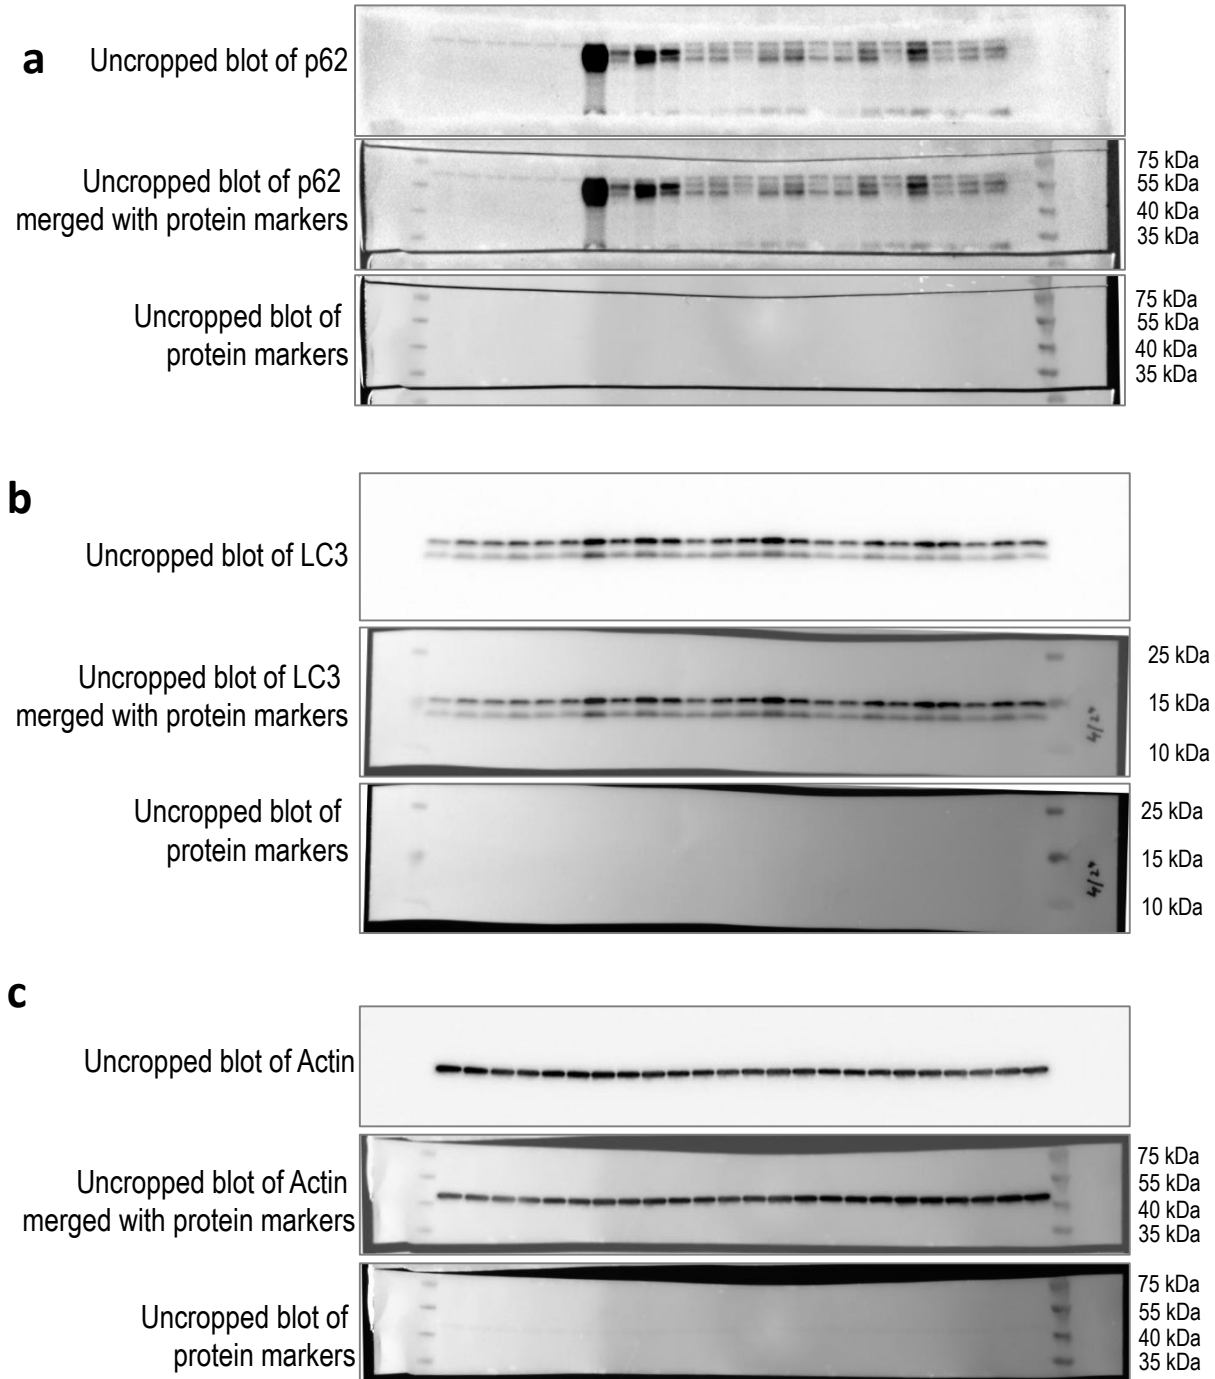 a
Uncropped blot of p62
Uncropped blot of p62
merged with protein markers
75 kDa
55 kDa
40 kDa
35 kDa
Uncropped blot of
protein markers
75 kDa
55 kDa
40 kDa
35 kDa
b
Uncropped blot of LC3
Uncropped blot of LC3
merged with protein markers
25 kDa
15 kDa
10 kDa
Uncropped blot of
protein markers
25 kDa
15 kDa
10 kDa
c
Uncropped blot of Actin
Uncropped blot of Actin
merged with protein markers
75 kDa
55 kDa
40 kDa
35 kDa
Uncropped blot of
protein markers
75 kDa
55 kDa
40 kDa
35 kDa